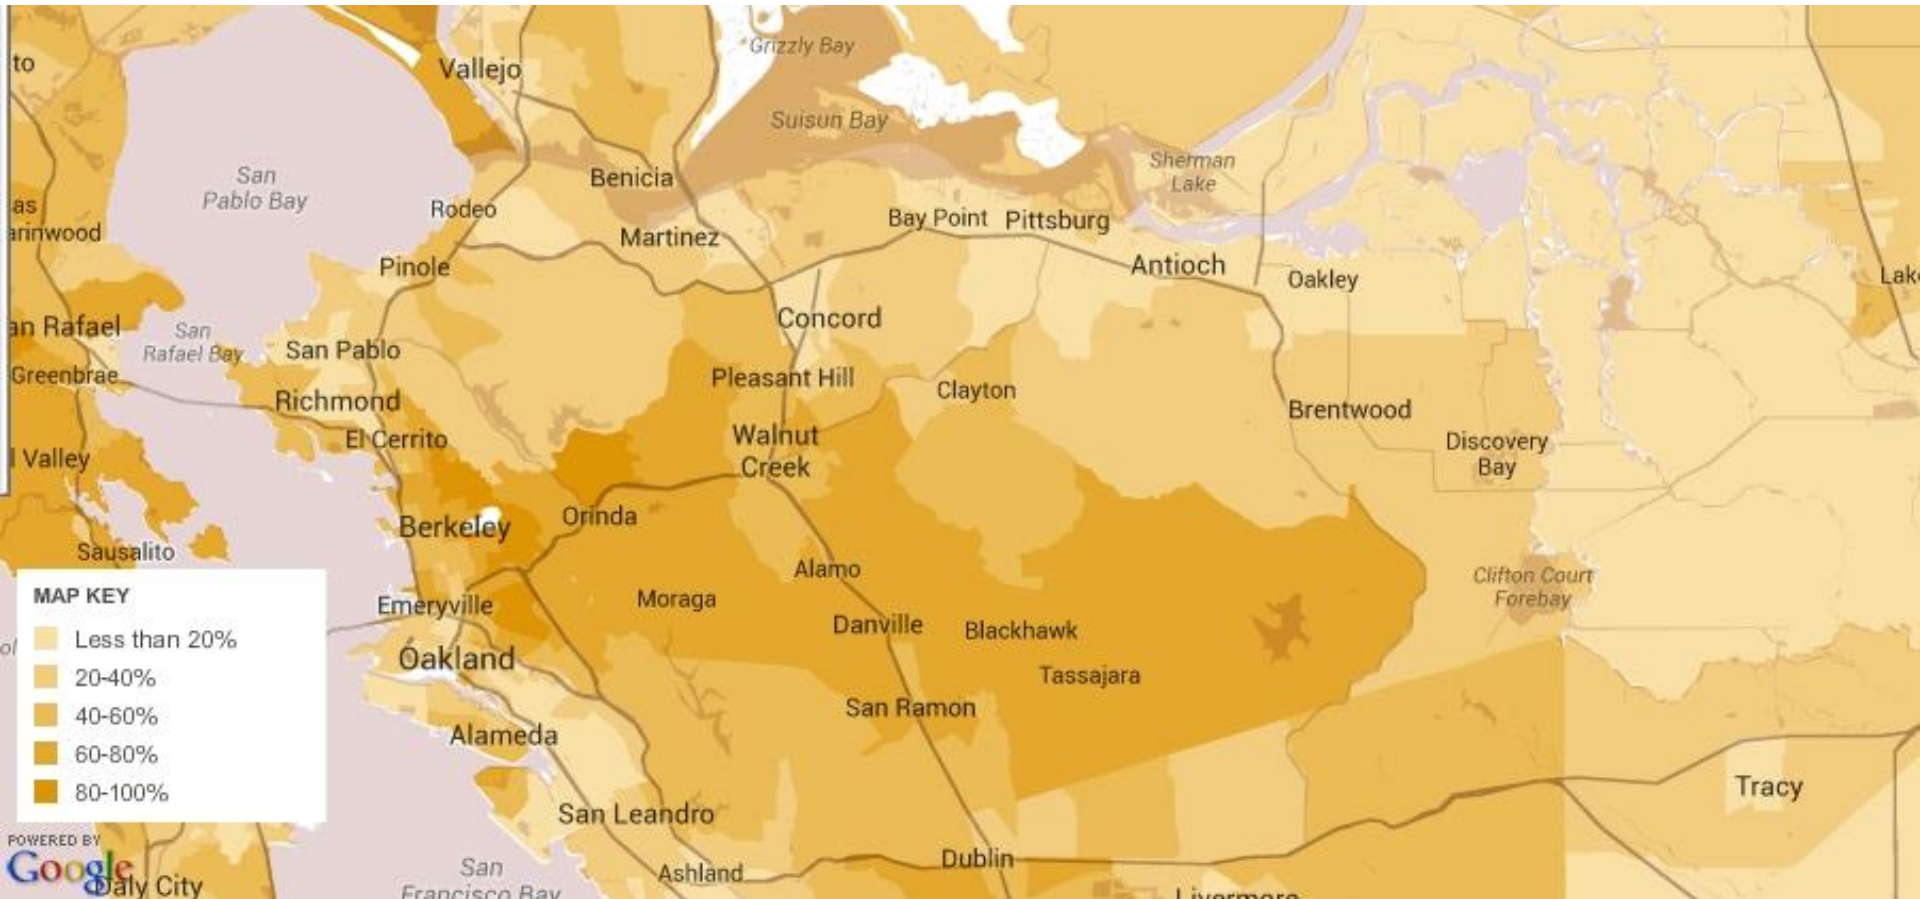 Grizzly Bay
to
Vallejo
Suisun Bay
Sherman
Lake
San
Pablo Bay
Benicia
as
arinwood
Rodeo
Martinez
Bay Point
Pittsburg
Pinole
Antioch
Oakley
Lake
an Rafael
San
Rafael Bay
San Pablo
Concord
Greenbrae
Richmond
Pleasant Hill
Clayton
Brentwood
El Cerrito
Walnut
Creek
Discovery
Bay
l Valley
Berkeley
Orinda
Sausalito
Alamo
Clifton Court
Forebay
MAP KEY
Less than 20%
20-40%
40-60%
60-80%
80-100%
Emeryville
Moraga
Danville
Blackhawk
Oakland
Tassajara
San Ramon
Alameda
Tracy
San Leandro
POWERED BY
Google
Daly City
San
Francisco Bay
Ashland
Dublin
Livermore